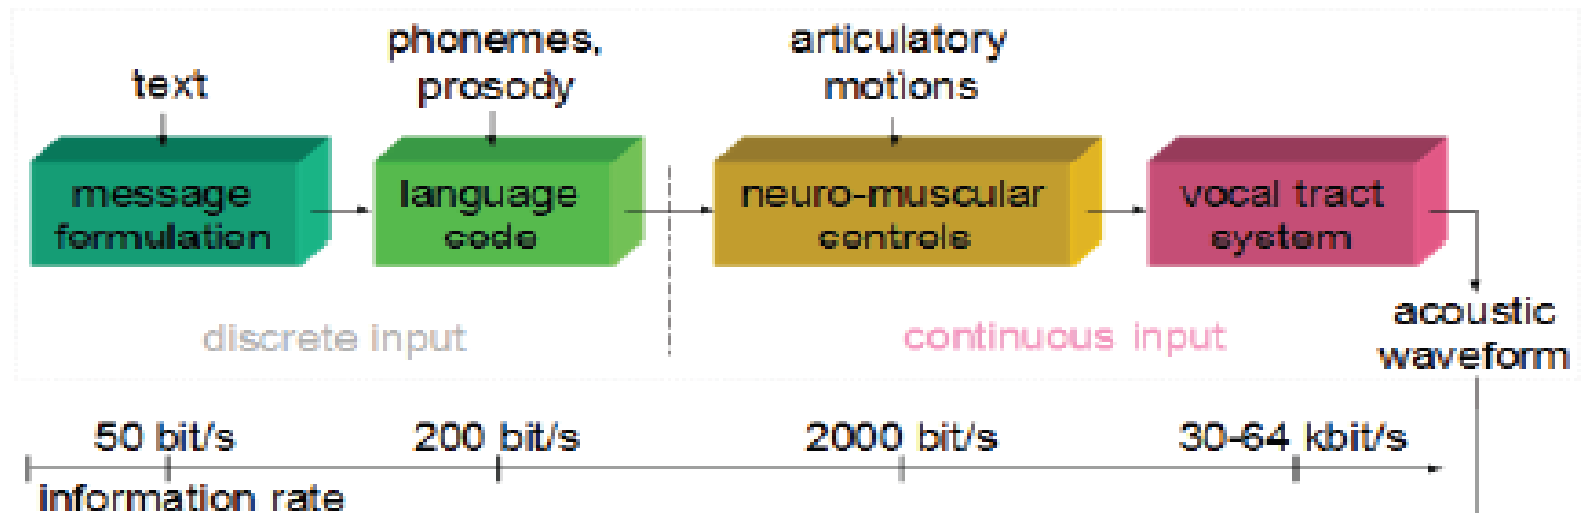 text
phonemes,
prosody
articulatory
motions
message
formulation
language
code
neuro-muscular
controls
vocal tract
system
discrete input
continuous input
acoustic
waveform
50 bit/s
200 bit/s
2000 bit/s
30-64 kbit/s
information rate